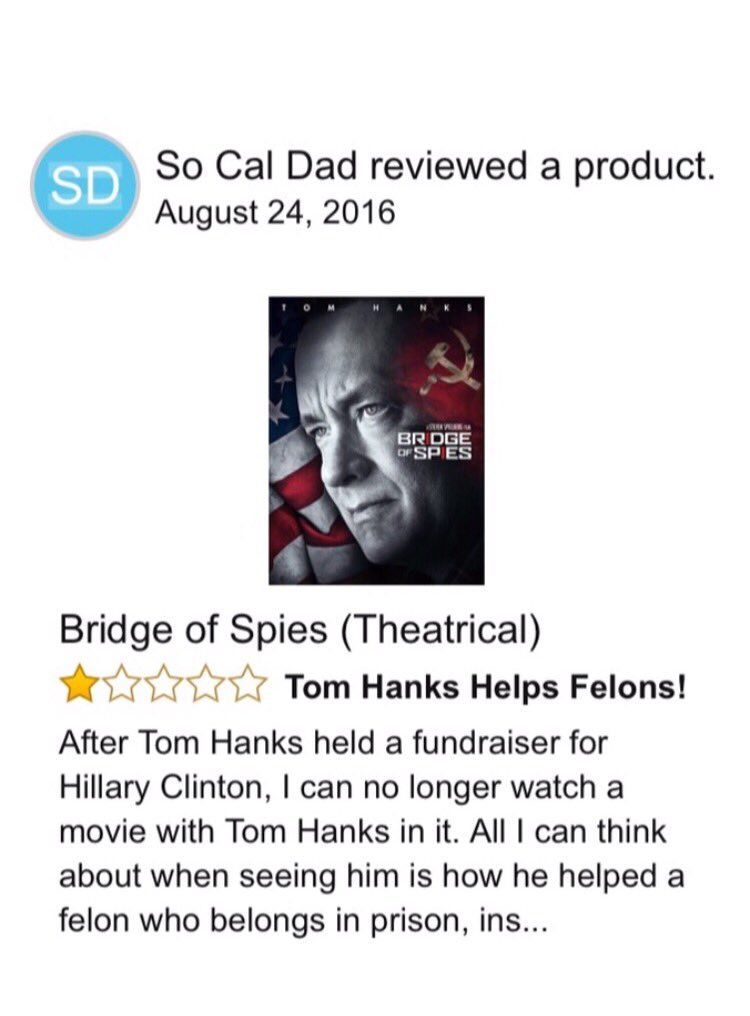 SD
So Cal Dad reviewed a product.
August 24, 2016
TOM HANKS
BRIDGE
OF SPIES
Bridge of Spies (Theatrical)
Tom Hanks Helps Felons!
After Tom Hanks held a fundraiser for
Hillary Clinton, I can no longer watch a
movie with Tom Hanks in it. All I can think
about when seeing him is how he helped a
felon who belongs in prison, ins...